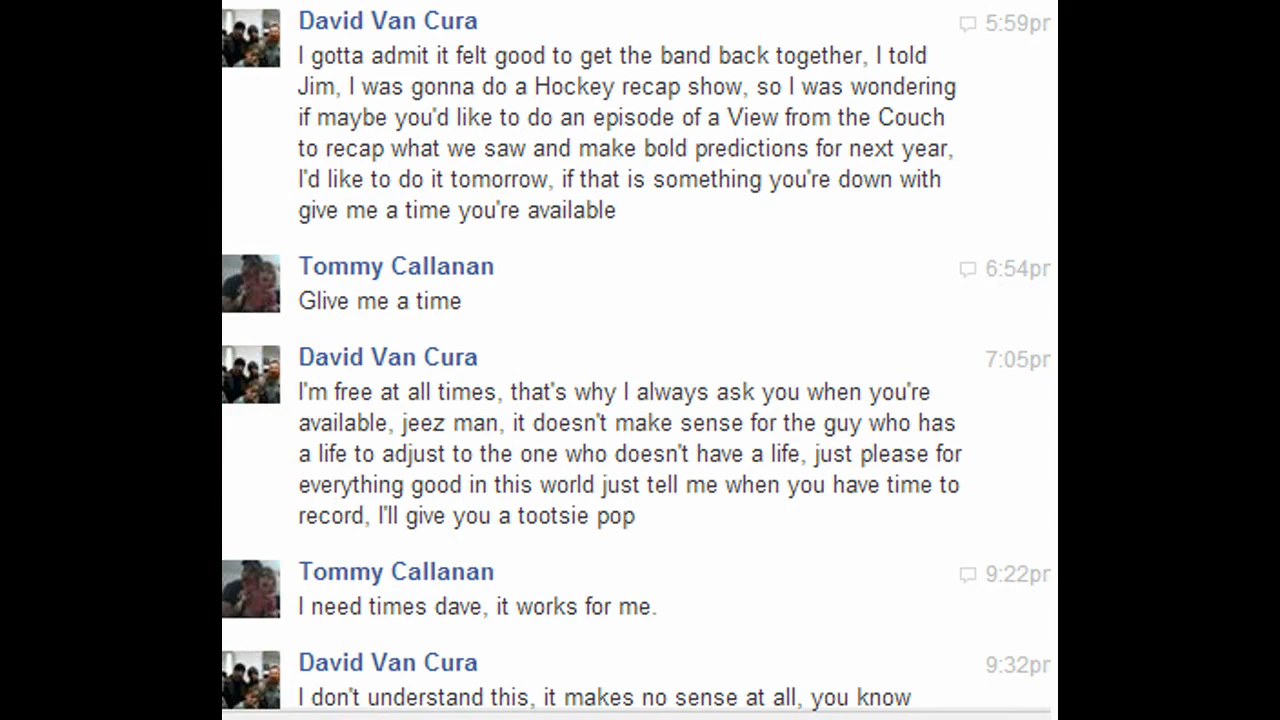 David Van Cura
5:59pr
I gotta admit it felt good to get the band back together, I told
Jim, I was gonna do a Hockey recap show, so I was wondering
if maybe you'd like to do an episode of a View from the Couch
to recap what we saw and make bold predictions for next year,
I'd like to do it tomorrow, if that is something you're down with
give me a time you're available
Tommy Callanan
6:54pr
Glive me a time
David Van Cura
7:05pr
I'm free at all times, that's why I always ask you when you're
available, jeez man, it doesn't make sense for the guy who has
a life to adjust to the one who doesn't have a life, just please for
everything good in this world just tell me when you have time to
record, I'll give you a tootsie pop
Tommy Callanan
9:22pr
I need times dave, it works for me.
David Van Cura
9:32pr
I don't understand this, it makes no sense at all, you know